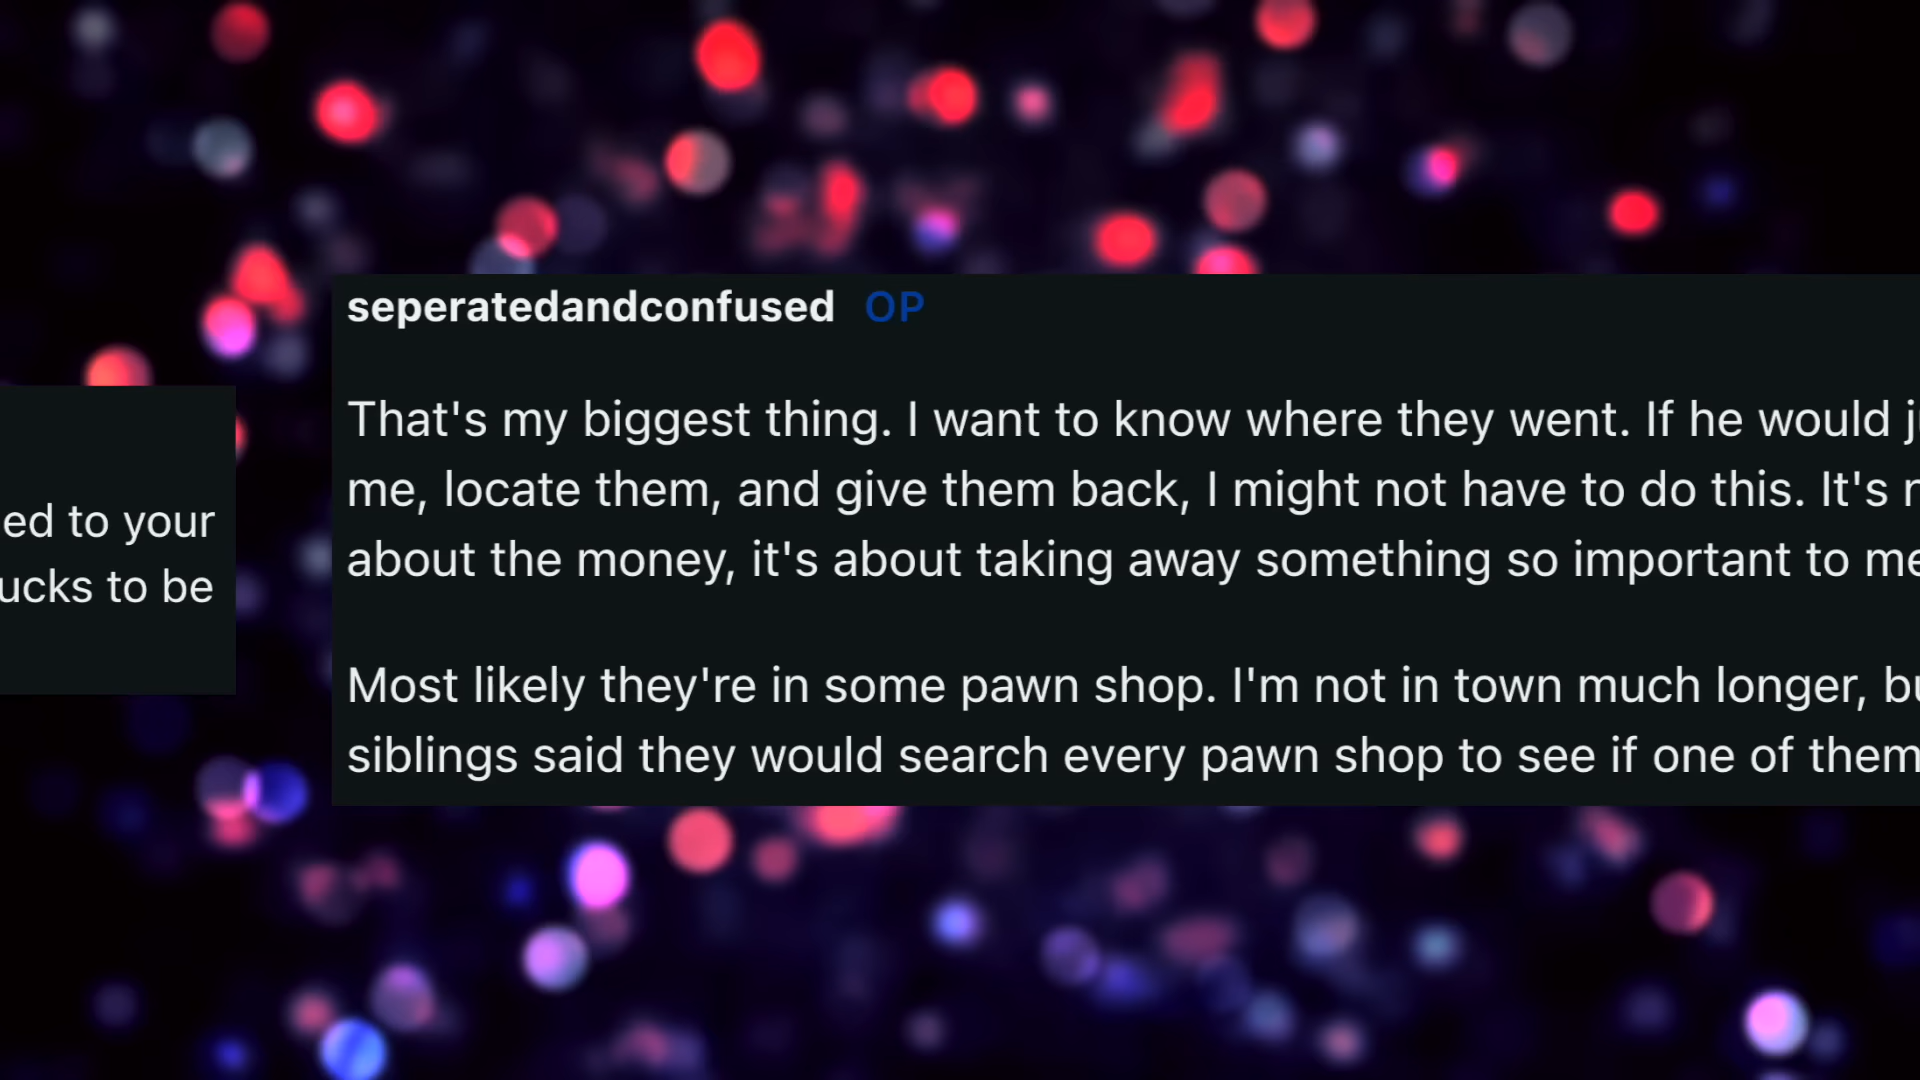 ed to your
ucks to be
seperatedandconfused OP
That's my biggest thing. I want to know where they went. If he would
me, locate them, and give them back, I might not have to do this. It's
about the money, it's about taking away something so important to me
Most likely they're in some pawn shop. I'm not in town much longer,
siblings said they would search every pawn shop to see if one of them